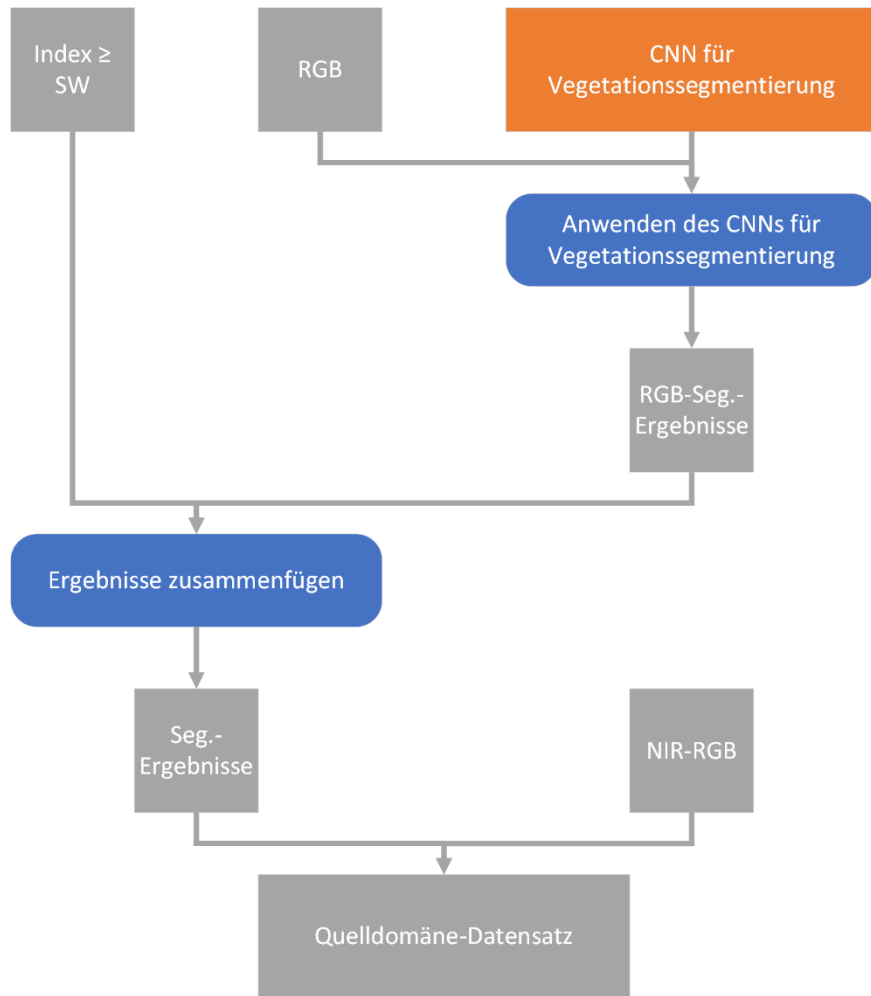 Index ≥
SW
RGB
CNN für
Vegetationssegmentierung
Anwenden des CNNs für
Vegetationssegmentierung
RGB-Seg.-
Ergebnisse
Ergebnisse zusammenfügen
Seg.-
Ergebnisse
NIR-RGB
Quelldomäne-Datensatz